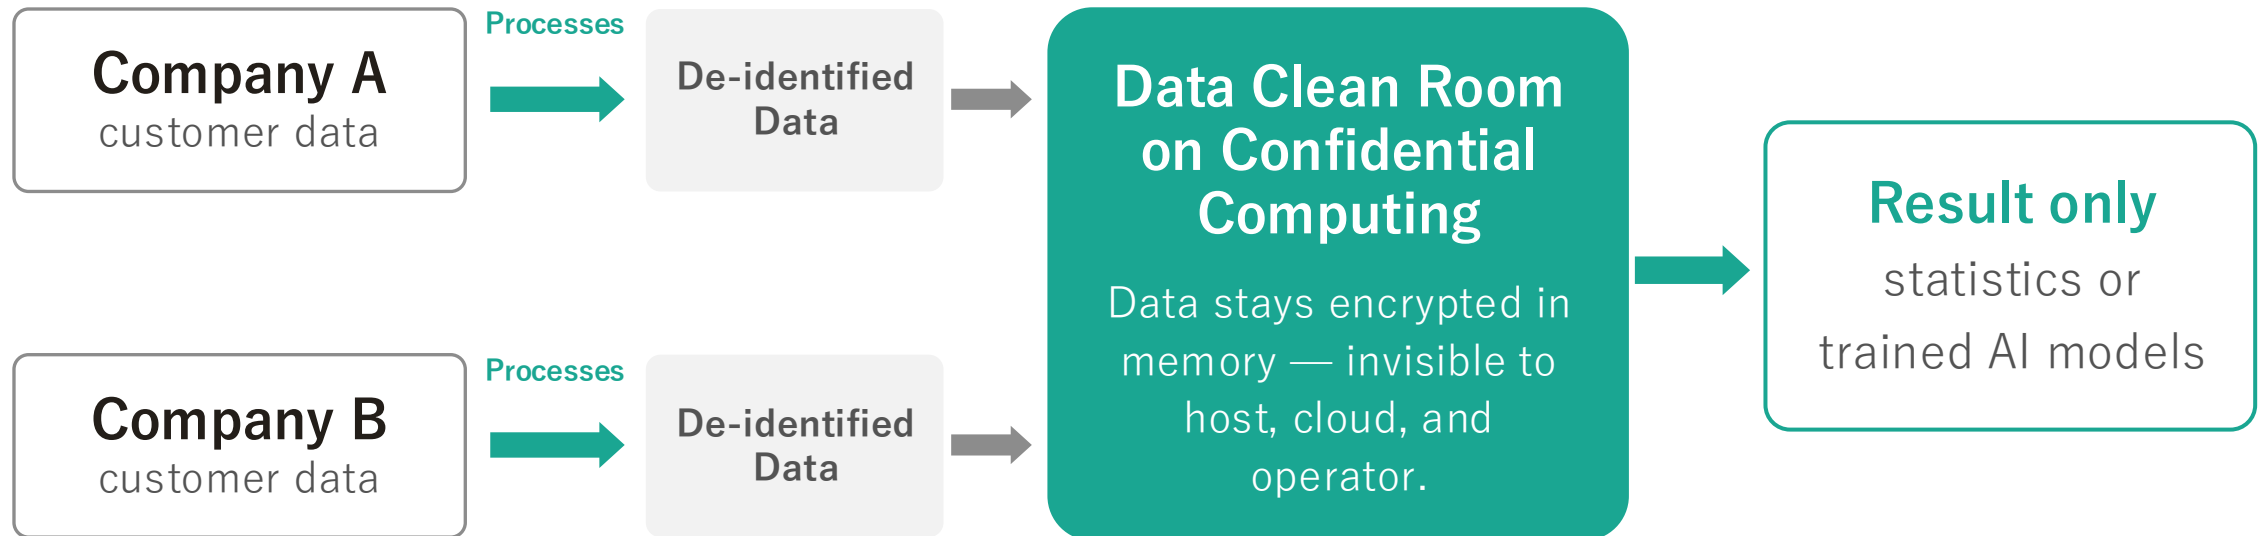 Company A
customer data
Processes
De-identified
Data
Company B
customer data
Processes
De-identified
Data
Data Clean Room
on Confidential
Computing
Data stays encrypted in
memory — invisible to
host, cloud, and
operator.
Result only
statistics or
trained AI models